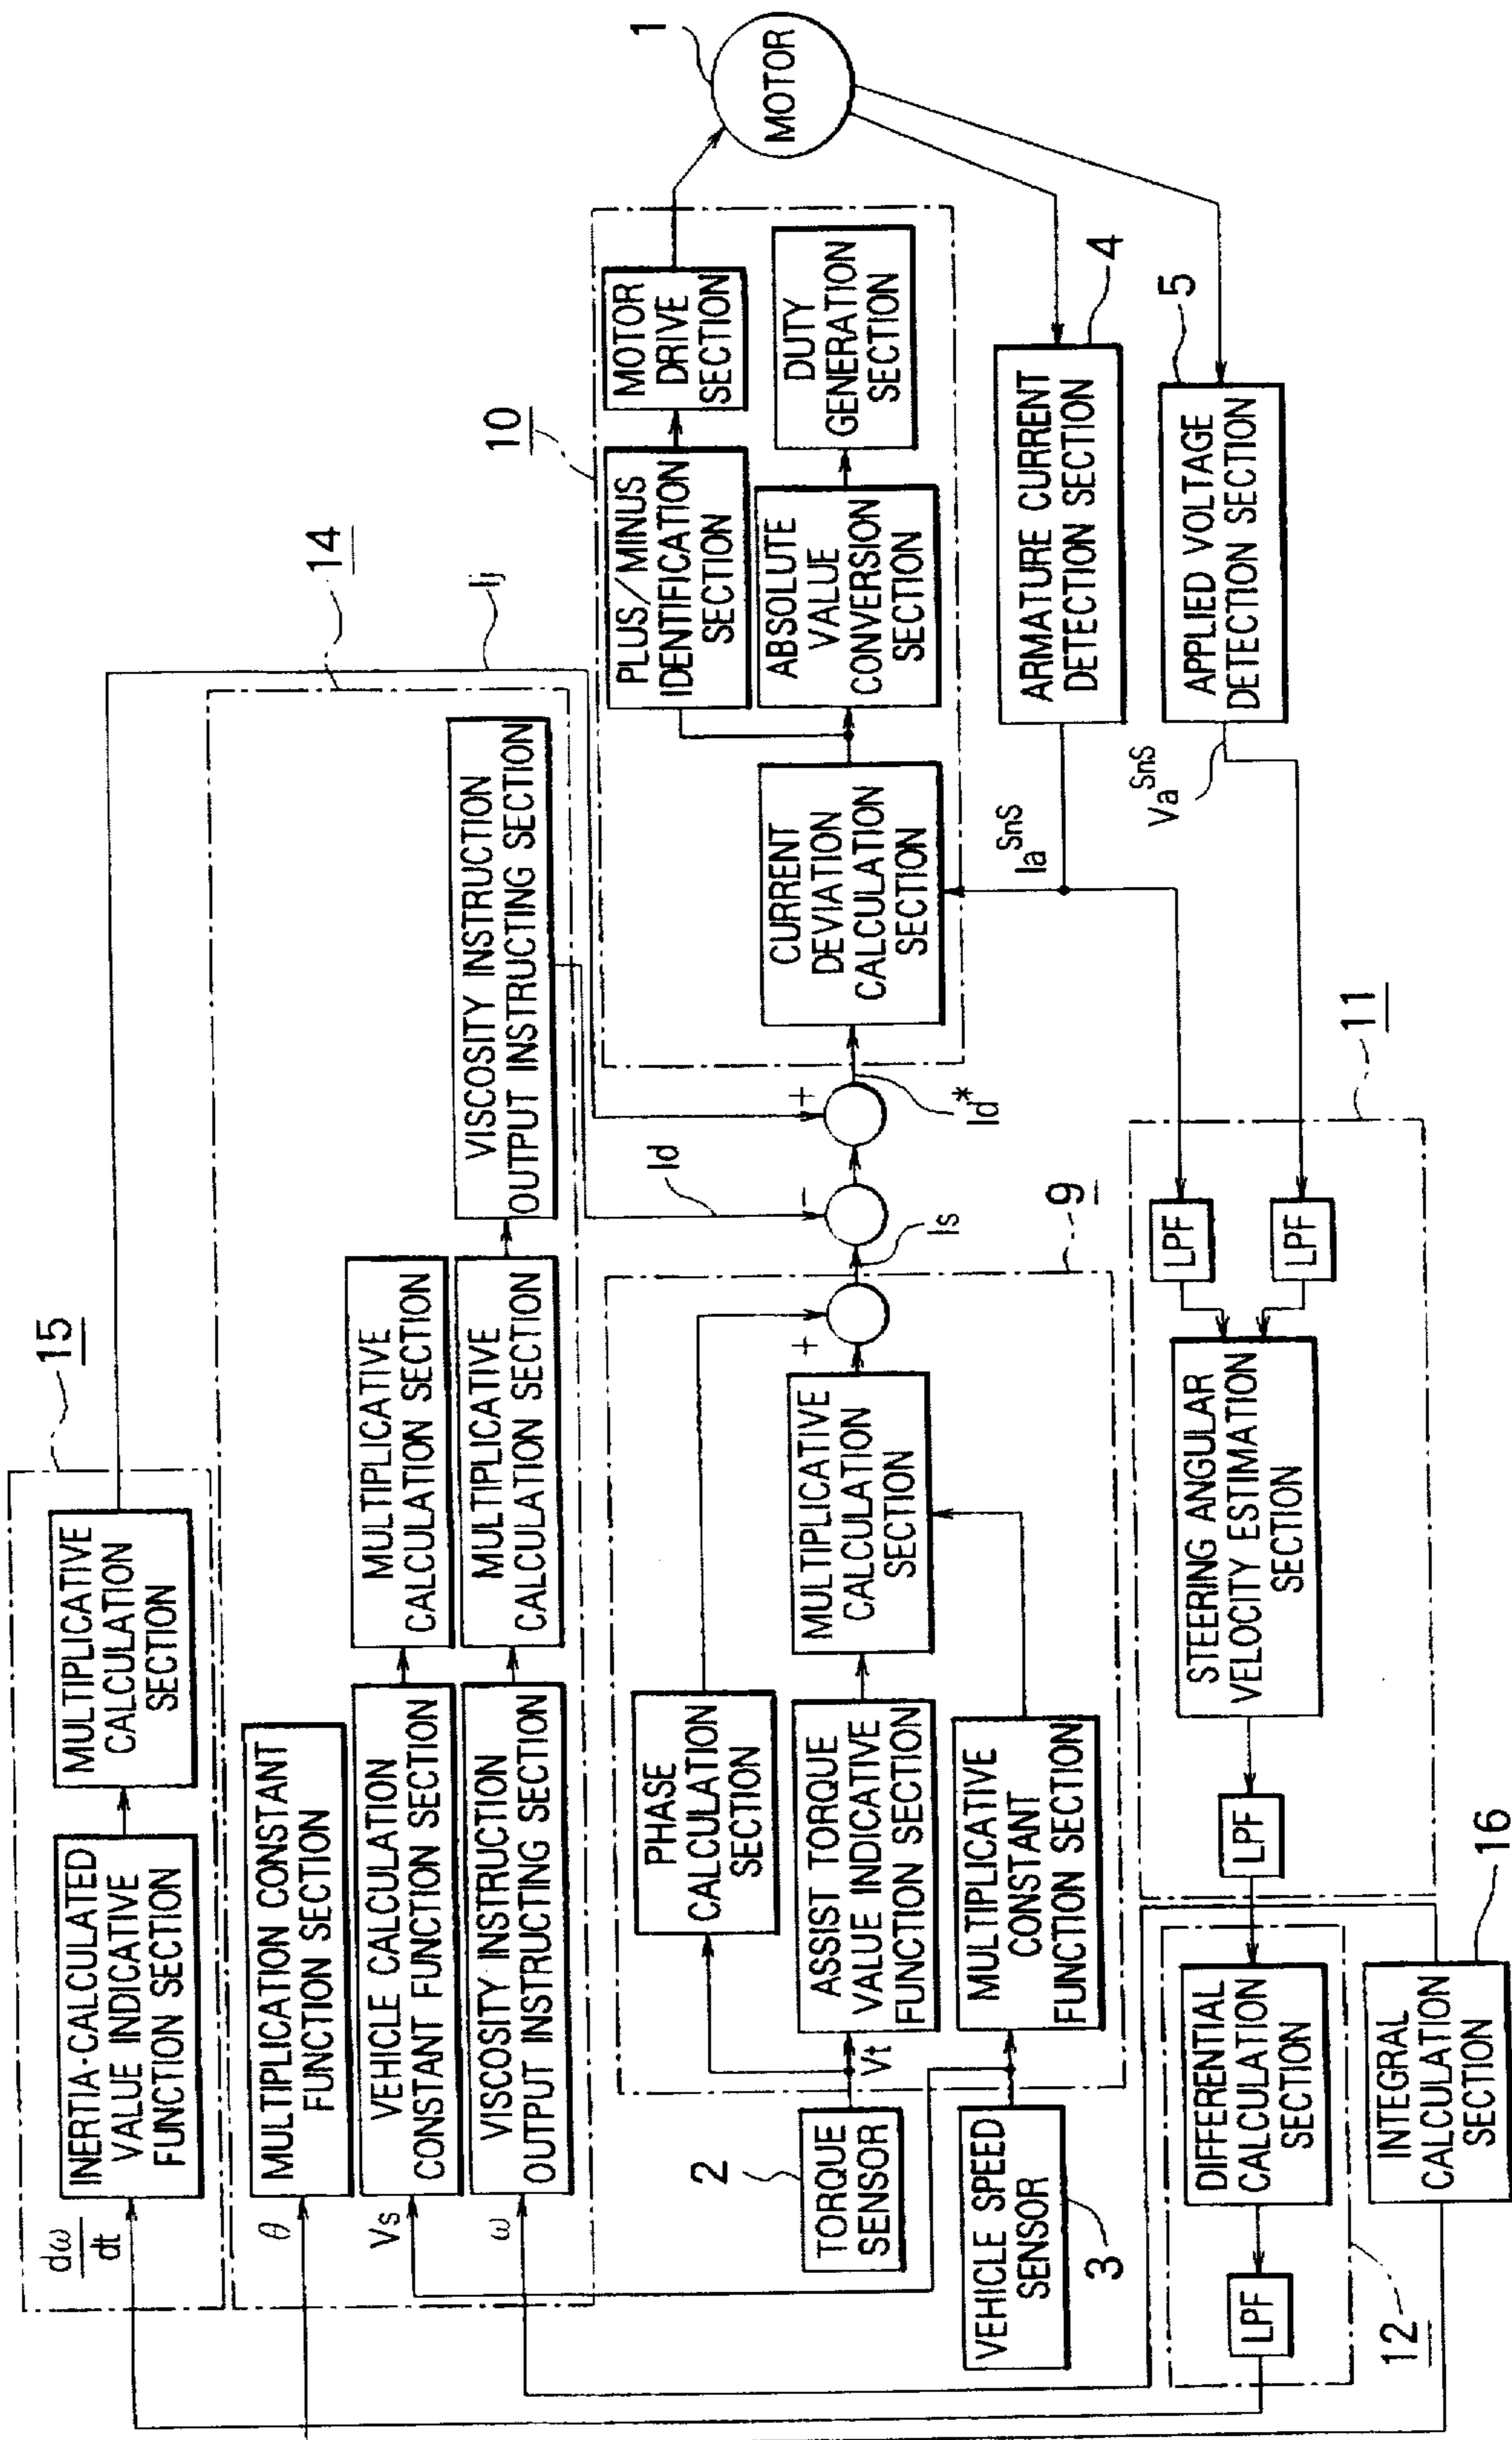 15
INERTIA-CALCULATED
VALUE INDICATIVE
FUNCTION SECTION
MULTIPLICATIVE
CALCULATION
SECTION
dω
dt
14
MULTIPLICATION CONSTANT
FUNCTION SECTION
θ
VEHICLE CALCULATION
CONSTANT FUNCTION SECTION
Vs
VISCOSITY INSTRUCTION
OUTPUT INSTRUCTING SECTION
ω
MULTIPLICATIVE
CALCULATION SECTION
MULTIPLICATIVE
CALCULATION SECTION
VISCOSITY INSTRUCTION
OUTPUT INSTRUCTING SECTION
Ij
Id
2
TORQUE
SENSOR
Vt
VEHICLE SPEED
SENSOR
3
PHASE
CALCULATION
SECTION
ASSIST TORQUE
VALUE INDICATIVE
FUNCTION SECTION
MULTIPLICATIVE
CONSTANT
FUNCTION SECTION
MULTIPLICATIVE
CALCULATION
SECTION
+
Is
9
-
+
Id*
10
CURRENT
DEVIATION
CALCULATION
SECTION
PLUS/MINUS
IDENTIFICATION
SECTION
ABSOLUTE
VALUE
CONVERSION
SECTION
MOTOR
DRIVE
SECTION
DUTY
GENERATION
SECTION
MOTOR
1
ARMATURE CURRENT
DETECTION SECTION
4
IaSnS
APPLIED VOLTAGE
DETECTION SECTION
5
VaSnS
11
LPF
LPF
STEERING ANGULAR
VELOCITY ESTIMATION
SECTION
LPF
DIFFERENTIAL
CALCULATION
SECTION
LPF
12
INTEGRAL
CALCULATION
SECTION
16